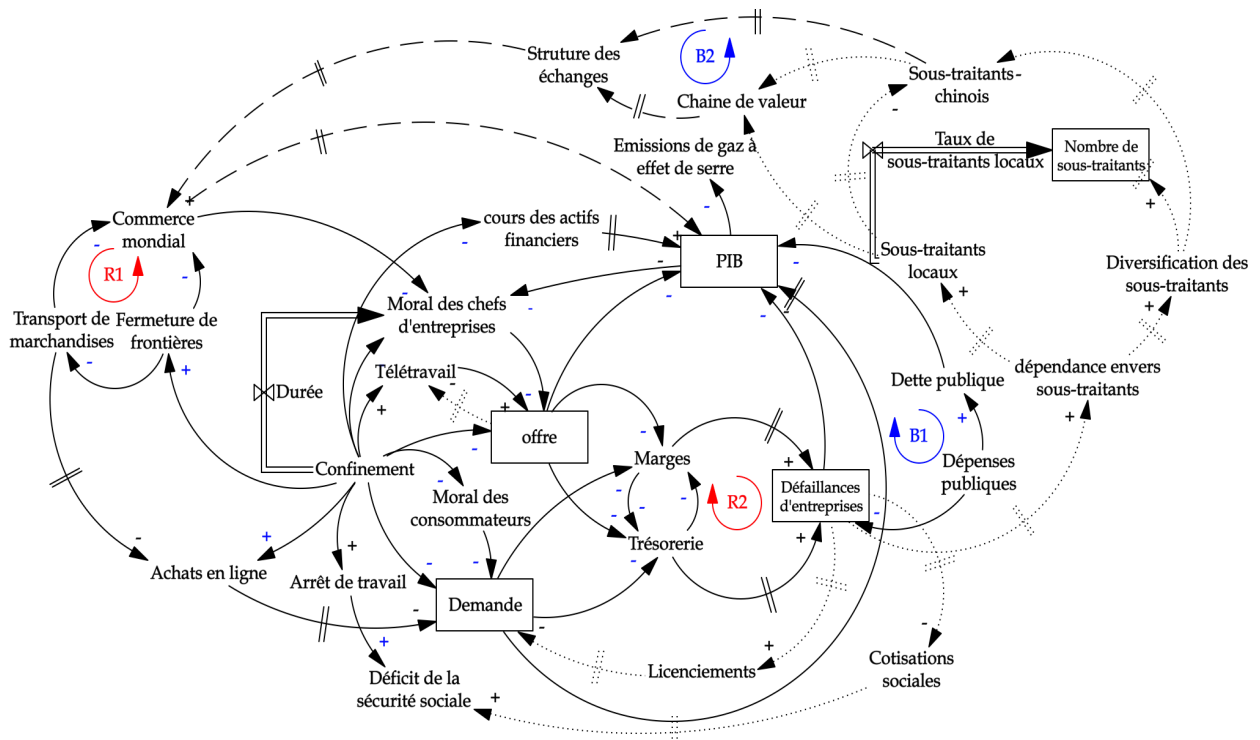 Struture des
échanges
B2
Sous-traitants-
chinois
Chaine de valeur
Emissions de gaz à
effet de serre
Taux de
sous-traitants locaux
Nombre de
sous-traitants
Commerce
mondial
cours des actifs
financiers
PIB
Sous-traitants
locaux
Diversification des
sous-traitants
R1
Moral des chefs
d'entreprises
Transport de
marchandises
Fermeture de
frontières
Durée
Télétravail
Dette publique
dépendance envers
sous-traitants
offre
B1
Confinement
Marges
Dépenses
publiques
Moral des
consommateurs
R2
Défaillances
d'entreprises
Trésorerie
Achats en ligne
Arrêt de travail
Demande
Licenciements
Cotisations
sociales
Déficit de la
sécurité sociale